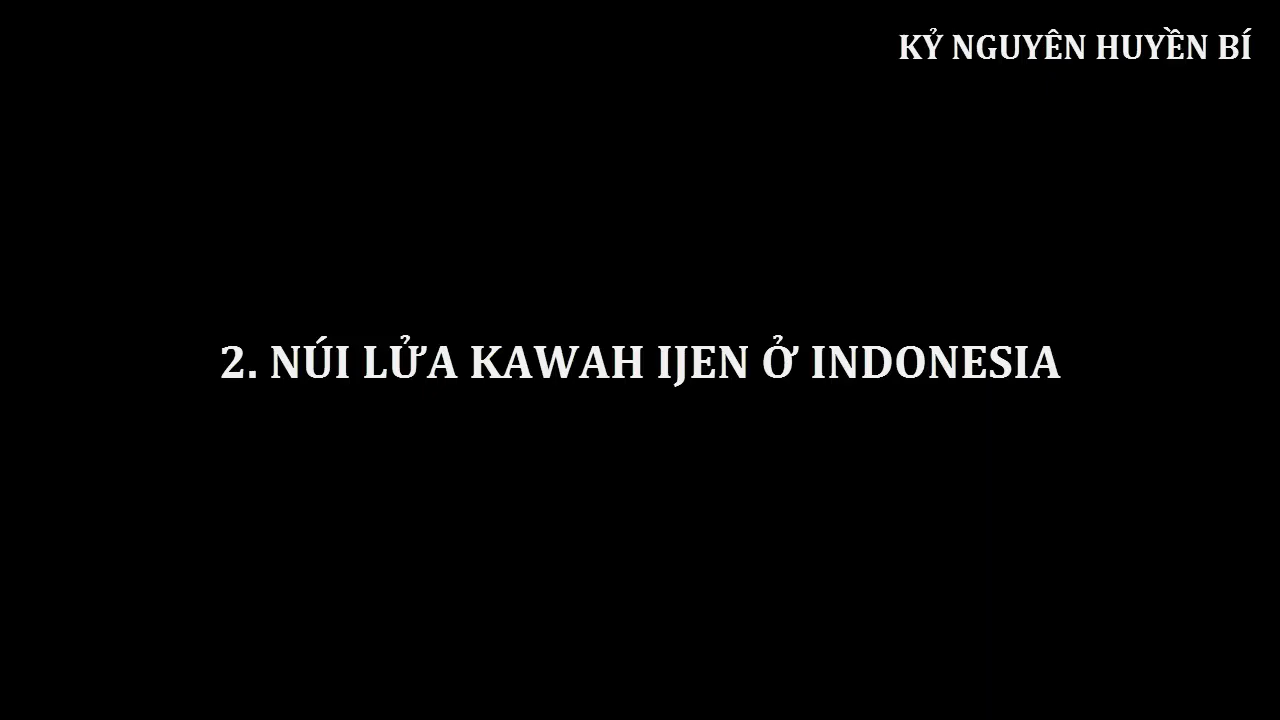 KỶ NGUYÊN HUYỀN BÍ
2. NÚI LỬA KAWAH IJEN Ở INDONESIA